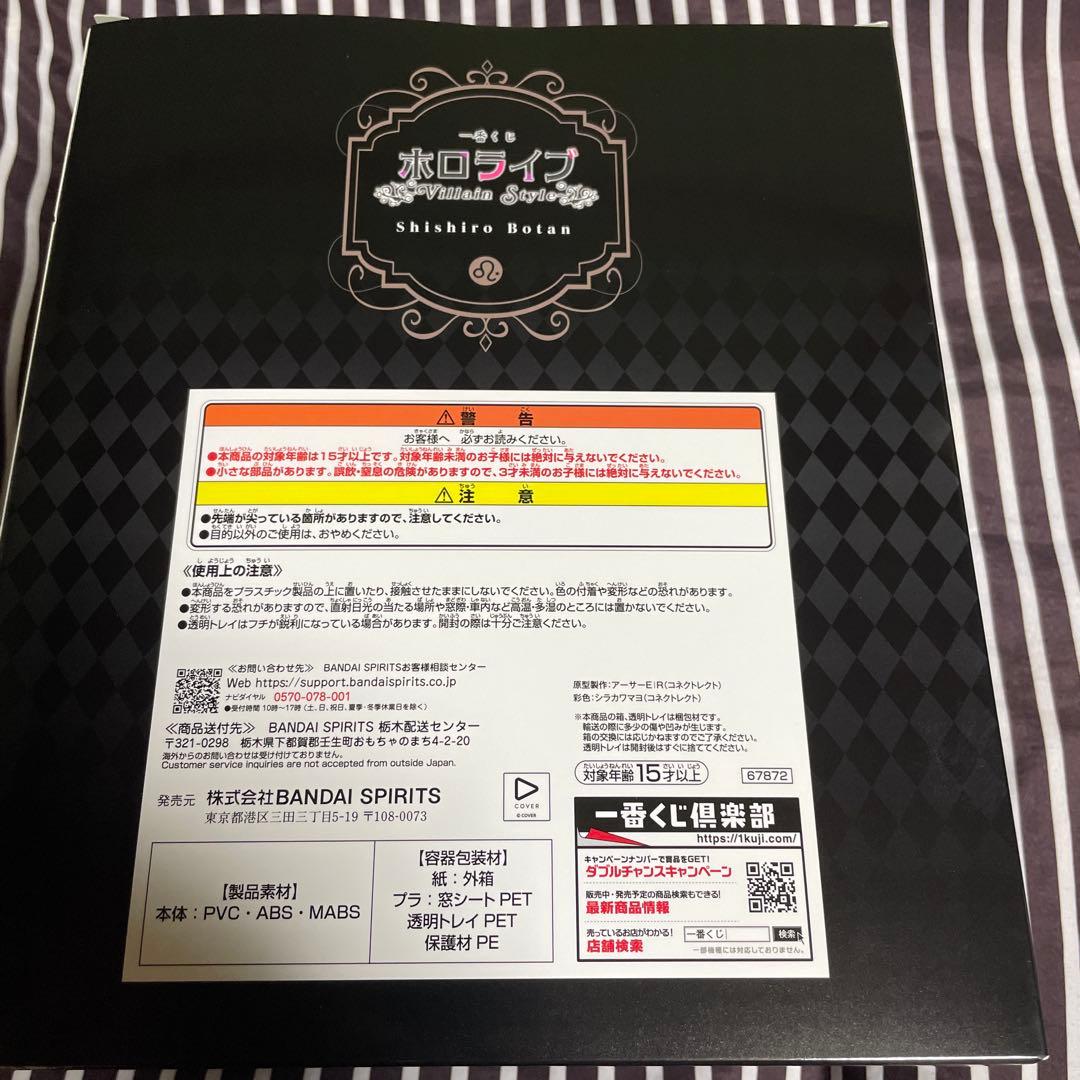 一番くじ
ホロライブ
Villain Style
Shishiro Botan
⚠警告
お客様へ 必ずお読みください。
●本商品の対象年齢は15才以上です。対象年齢未満のお子様には絶対に与えないでください。
●小さな部品があります。誤飲・窒息の危険がありますので、3才未満のお子様には絶対に与えないでください。
⚠注意
●先端が尖っている箇所がありますので、注意してください。
●目的以外のご使用は、おやめください。
《使用上の注意》
●本商品をプラスチック製品の上に置いたり、接触させたままにしないでください。色の付着や変形などの恐れがあります。
●変形する恐れがありますので、直射日光の当たる場所や窓際・車内など高温・多湿のところには置かないでください。
●透明トレイはフチが鋭利になっている場合があります。開封の際は十分ご注意ください。
≪お問い合わせ先≫ BANDAI SPIRITSお客様相談センター
Web https://support.bandaispirits.co.jp
ナビダイヤル 0570-078-001
●受付時間 10時〜17時 (土、日、祝日、夏季・冬季休業日を除く)
≪商品送付先≫ BANDAI SPIRITS 栃木配送センター
〒321-0298 栃木県下都賀郡壬生町おもちゃのまち4-2-20
海外からのお問い合わせは受け付けておりません。
Customer service inquiries are not accepted from outside Japan.
発売元 株式会社BANDAI SPIRITS
東京都港区三田三丁目5-19 〒108-0073
COVER
© COVER
【製品素材】
本体：PVC・ABS・MABS
【容器包装材】
紙：外箱
プラ：窓シート PET
透明トレイ PET
保護材 PE
原型製作：アーサーE|R(コネクトレクト)
彩色：シラカワマヨ(コネクトレクト)
※本商品の箱、透明トレイは梱包材です。
輸送の際に多少の傷や凹みが生じます。
箱の交換には応じかねますのでご了承ください。
透明トレイは開封後はすぐに捨ててください。
対象年齢15才以上
67872
一番くじ倶楽部
https://1kuji.com/
キャンペーンナンバーで賞品をGET!
ダブルチャンスキャンペーン
販売中・発売予定の商品検索もできる!
最新商品情報
売っているお店がわかる!
店舗検索
一番くじ 検索
一部機種には対応しておりません。